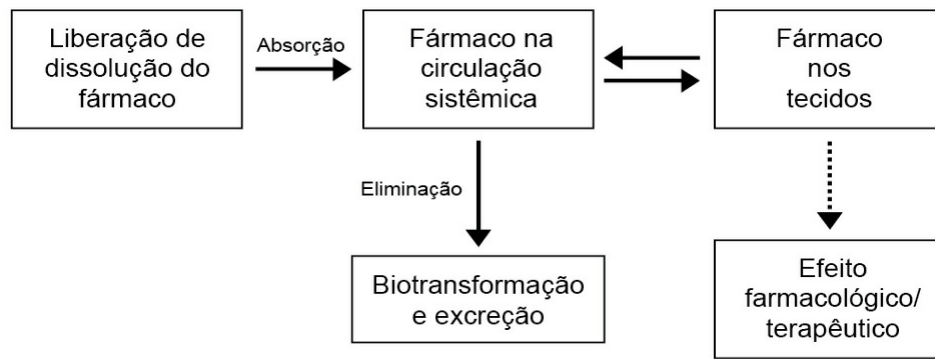 Liberação de
dissolução do
fármaco
Absorção
Fármaco na
circulação
sistêmica
Fármaco
nos
tecidos
Eliminação
Biotransformação
e excreção
Efeito
farmacológico/
terapêutico